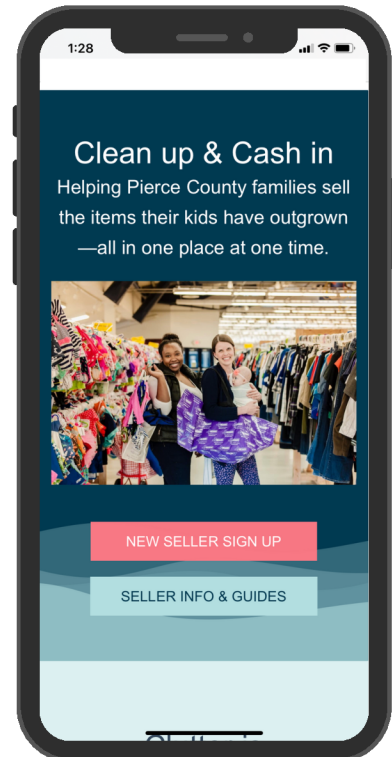 1:28
Clean up & Cash in
Helping Pierce County families sell
the items their kids have outgrown
—all in one place at one time.
NEW SELLER SIGN UP
SELLER INFO & GUIDES